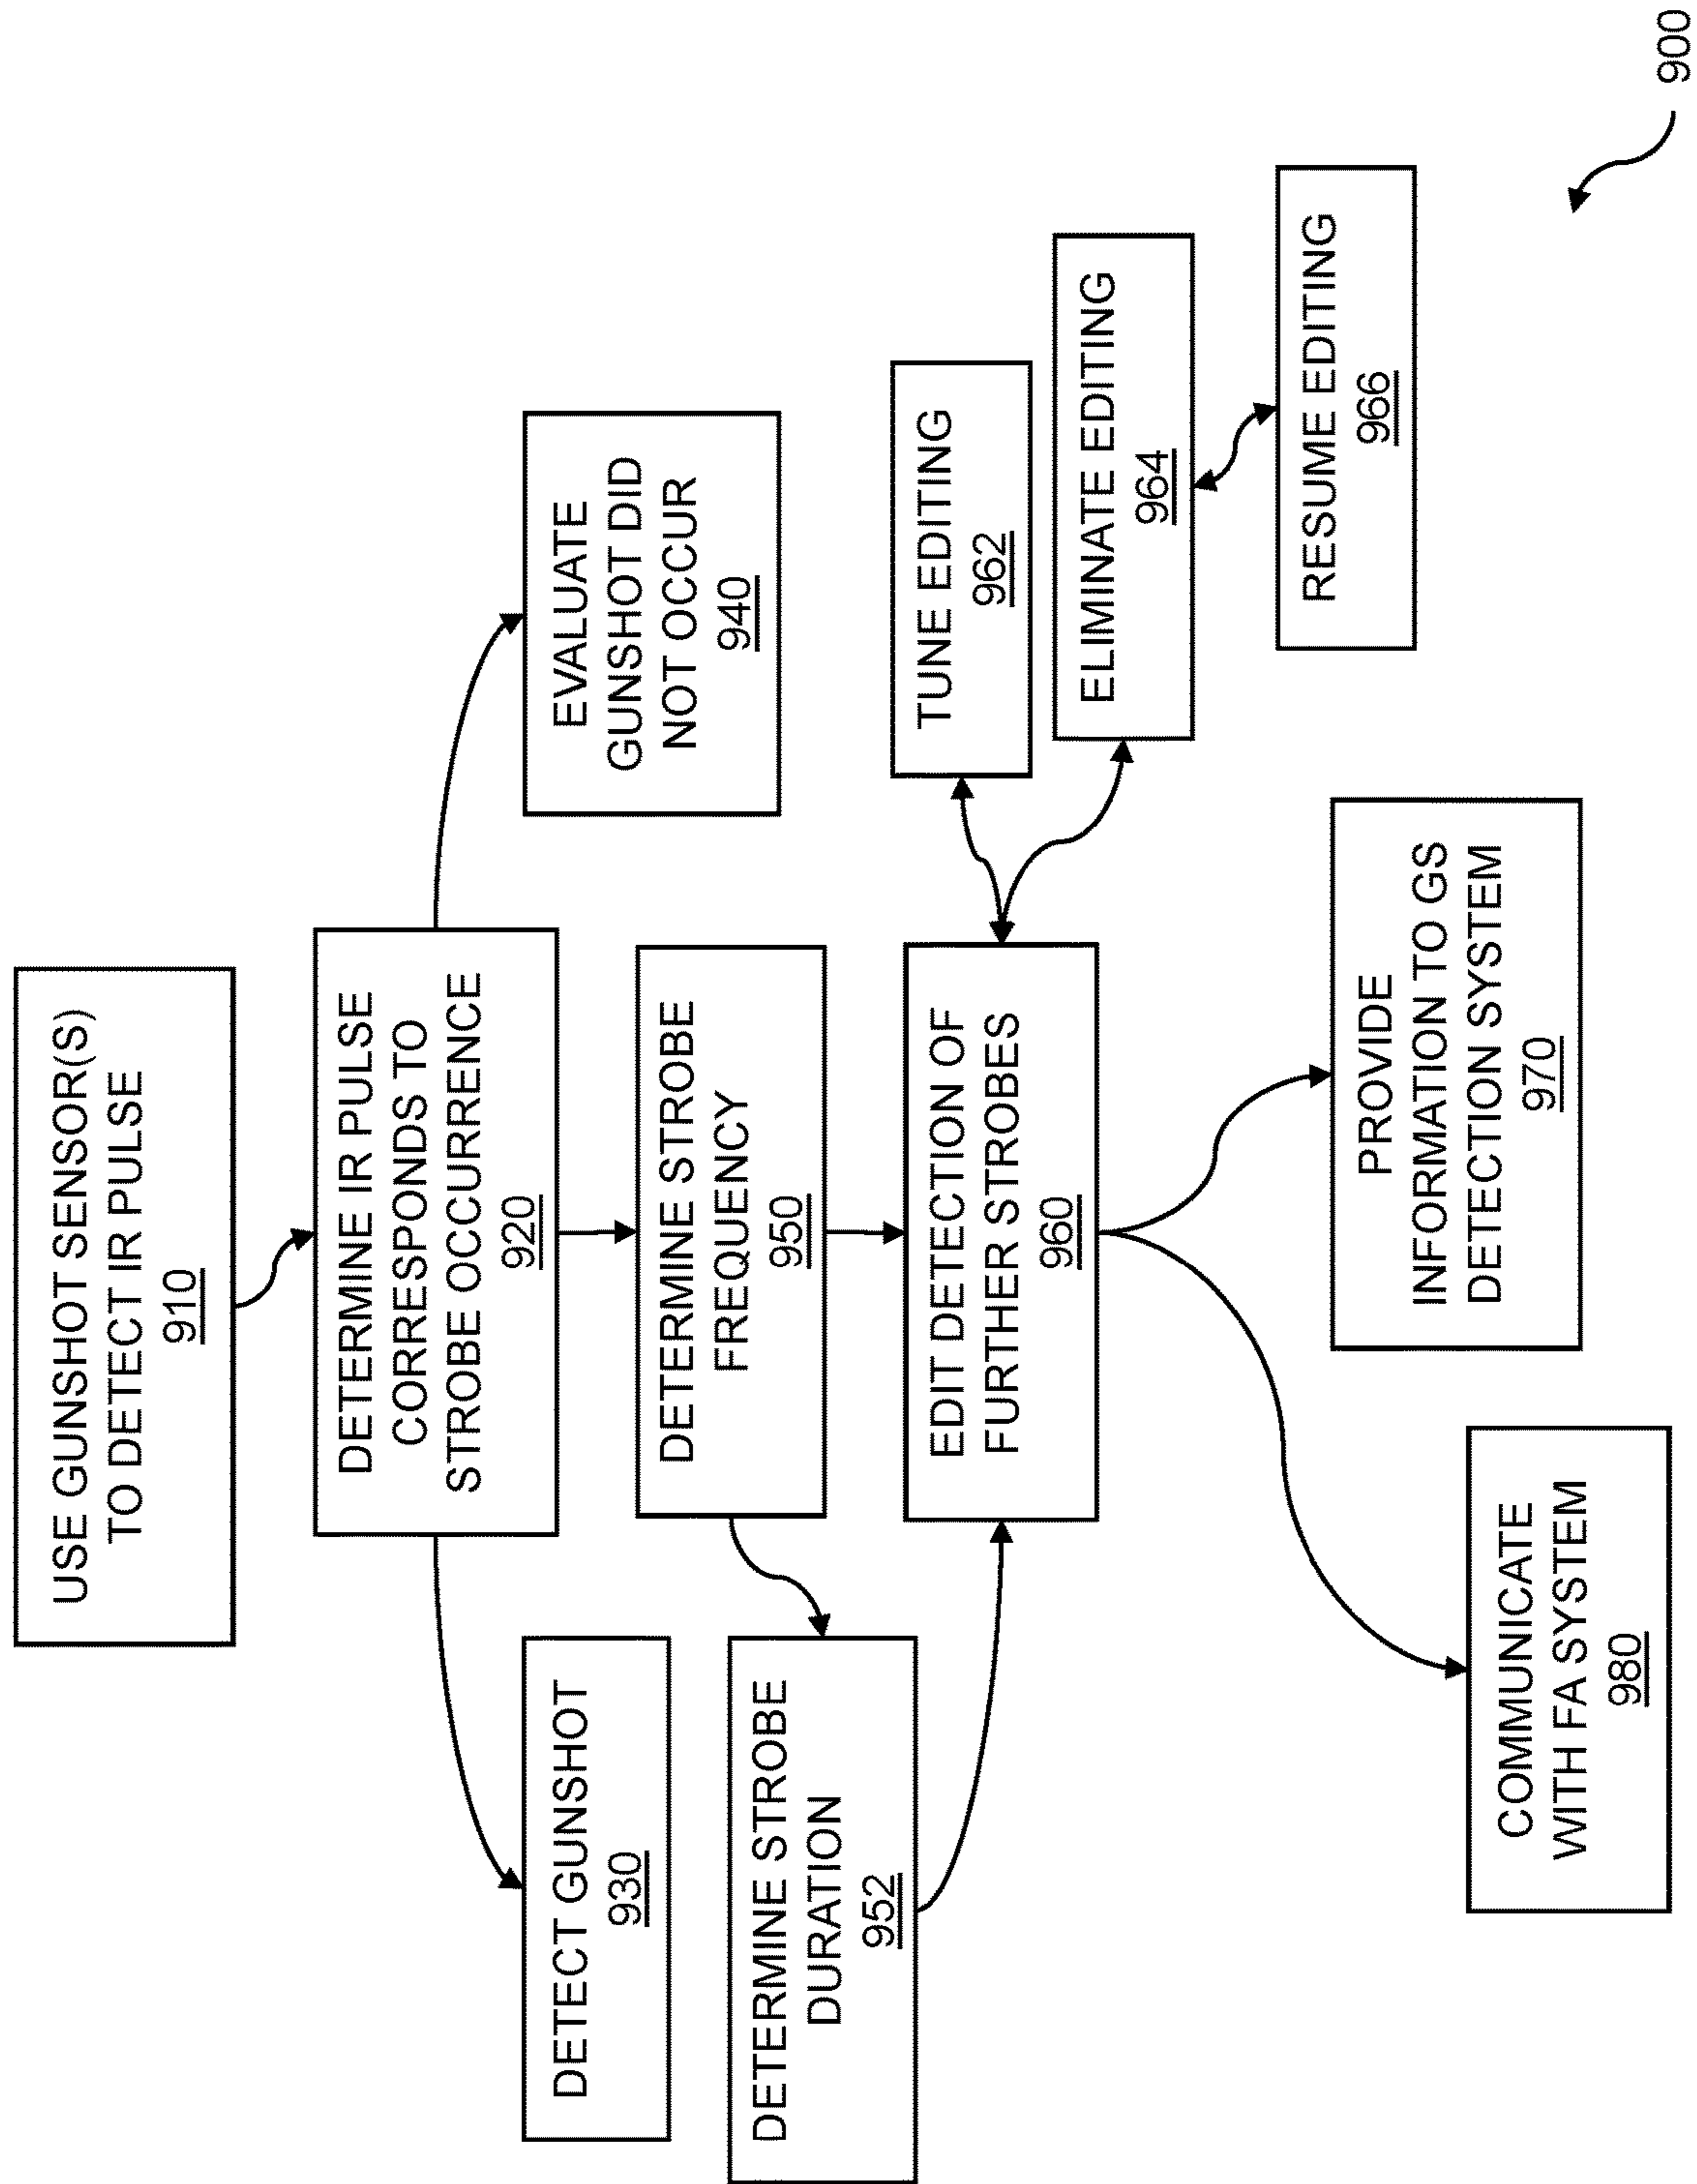 USE GUNSHOT SENSOR(S)
TO DETECT IR PULSE
910
DETERMINE IR PULSE
CORRESPONDS TO
STROBE OCCURRENCE
920
DETECT GUNSHOT
930
EVALUATE
GUNSHOT DID
NOT OCCUR
940
DETERMINE STROBE
FREQUENCY
950
DETERMINE STROBE
DURATION
952
EDIT DETECTION OF
FURTHER STROBES
960
TUNE EDITING
962
ELIMINATE EDITING
964
RESUME EDITING
966
PROVIDE
INFORMATION TO GS
DETECTION SYSTEM
970
COMMUNICATE
WITH FA SYSTEM
980
900